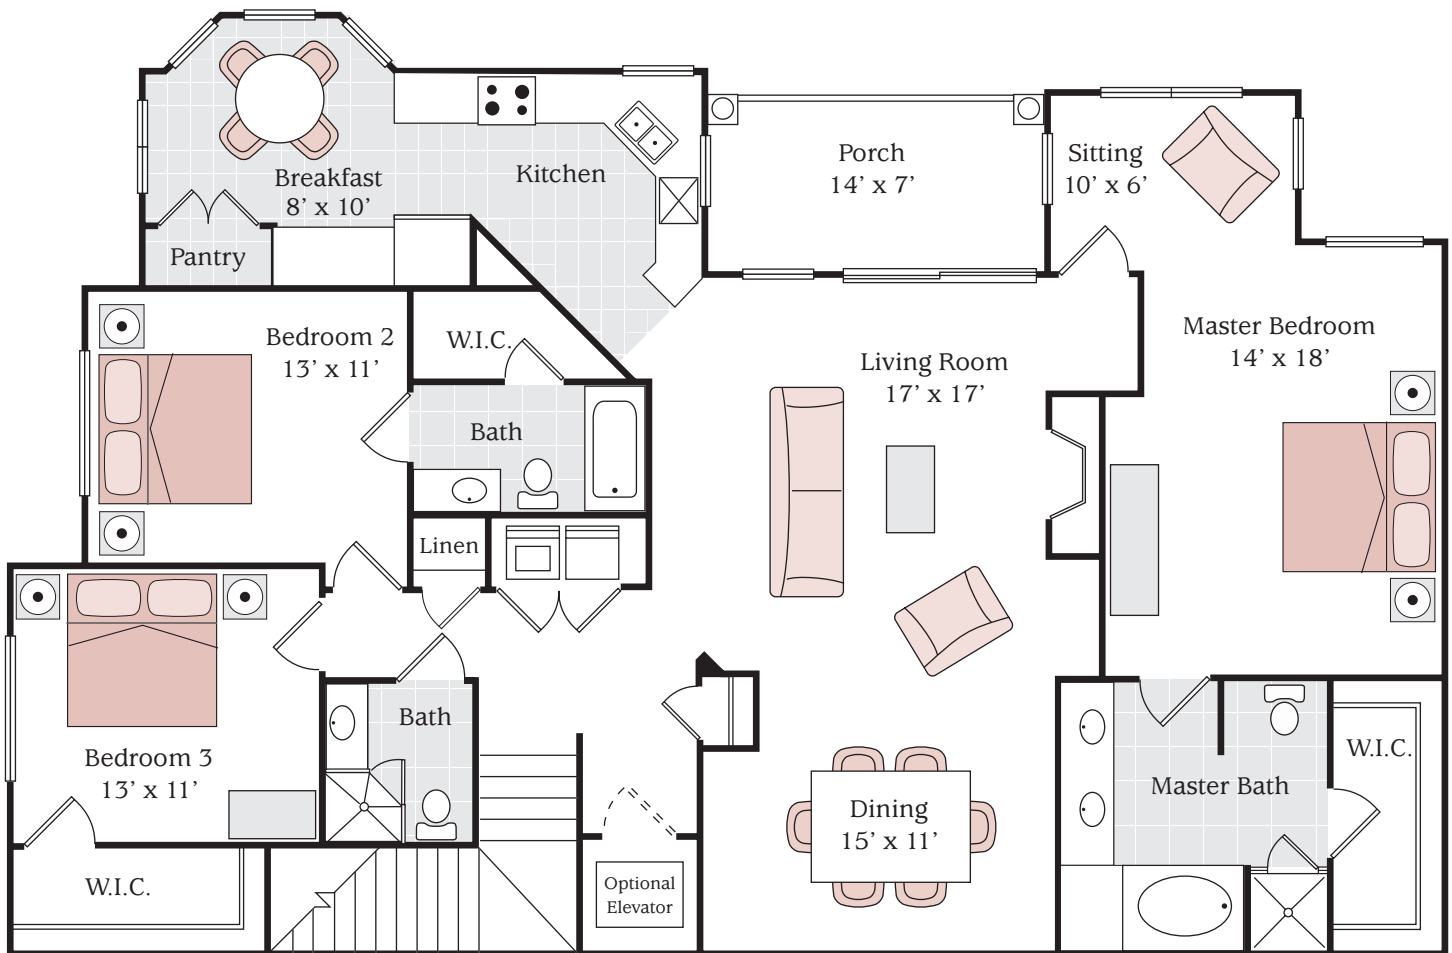 Breakfast
8’ x 10’
Kitchen
Porch
14’ x 7’
Sitting
10’ x 6’
Pantry
Bedroom 2
13’ x 11’
W.I.C.
Living Room
17’ x 17’
Master Bedroom
14’ x 18’
Bath
Linen
Bedroom 3
13’ x 11’
Bath
Dining
15’ x 11’
Master Bath
W.I.C.
W.I.C.
Optional
Elevator